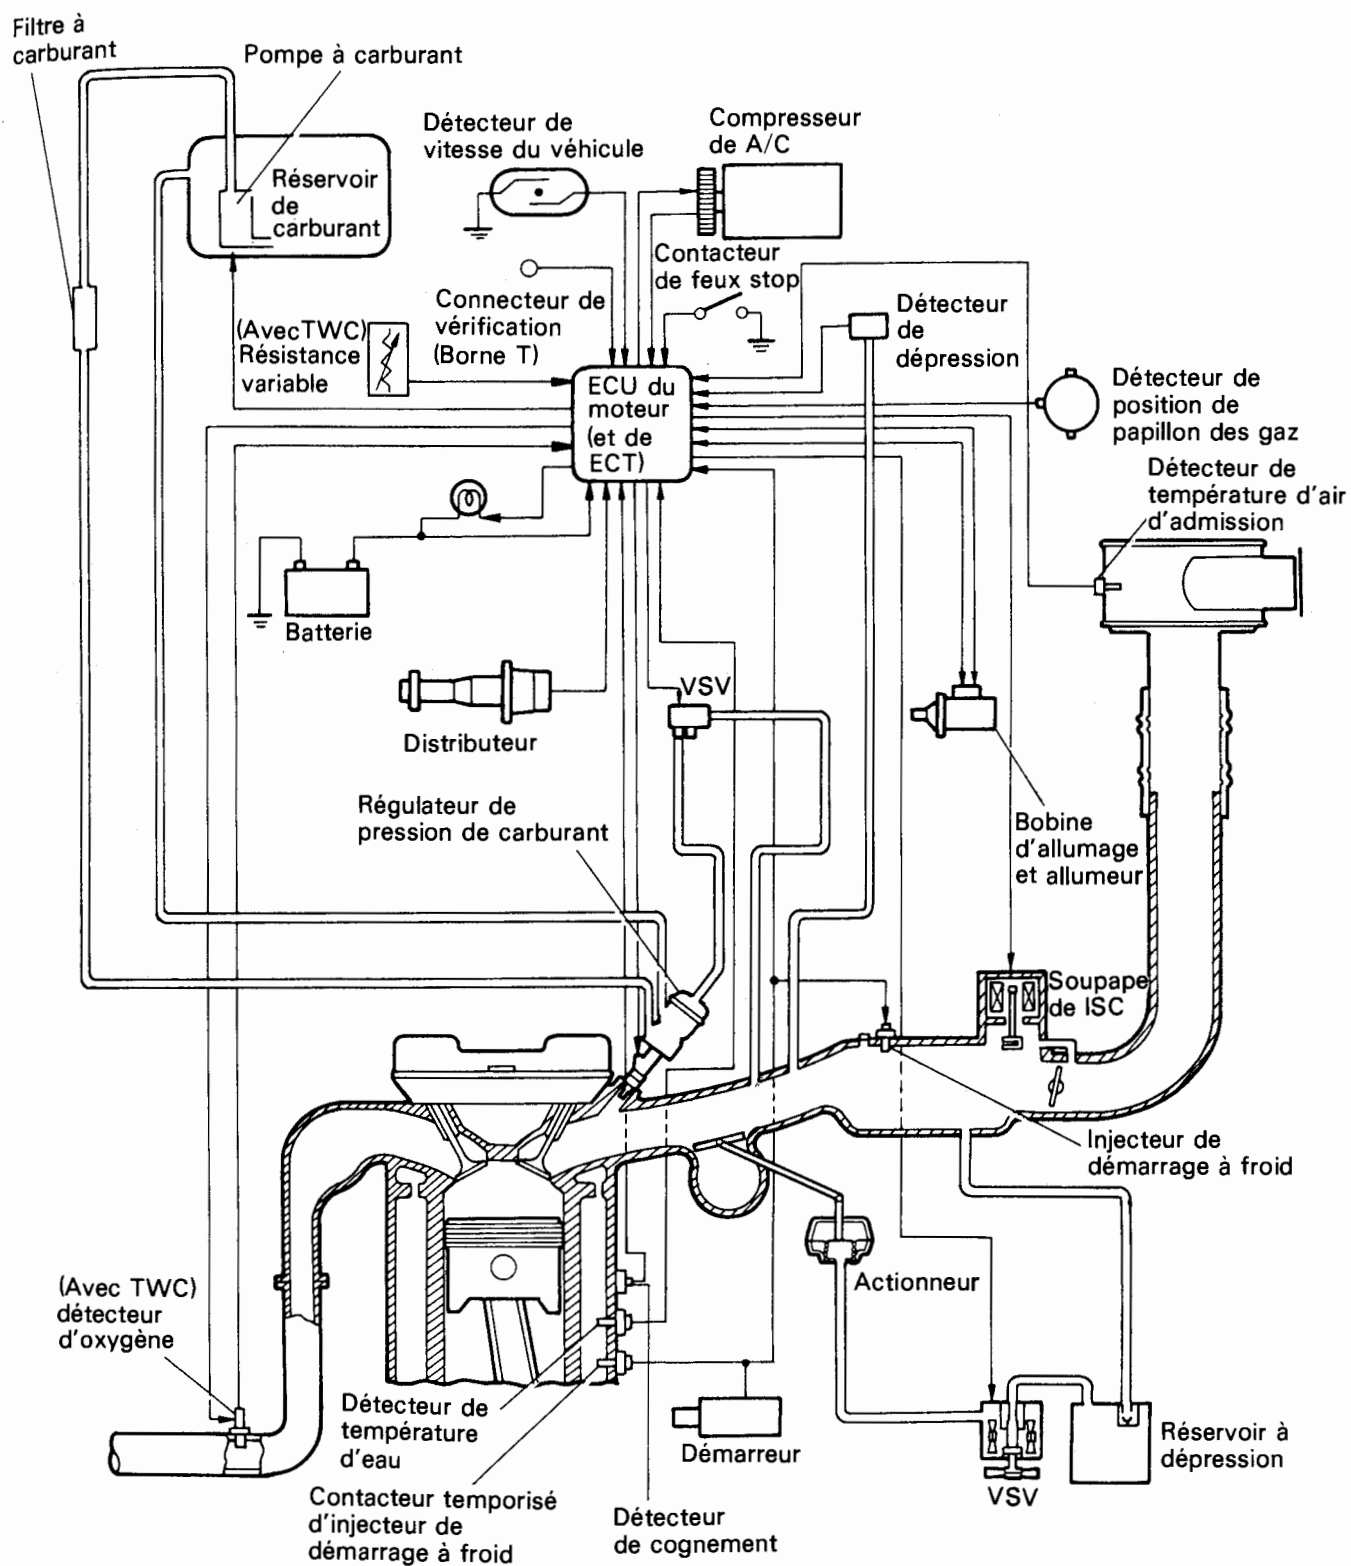 Filtre à
carburant
Pompe à carburant
Détecteur de
vitesse du véhicule
Compresseur
de A/C
Réservoir
de
carburant
Contacteur
de feux stop
Connecteur de
vérification
(Borne T)
(Avec TWC)
Résistance
variable
Détecteur
de
dépression
ECU du
moteur
(et de
ECT)
Détecteur de
position de
papillon des gaz
Détecteur de
température d'air
d'admission
Batterie
VSV
Distributeur
Régulateur de
pression de carburant
Bobine
d'allumage
et allumeur
Soupape
de ISC
Injecteur de
démarrage à froid
Actionneur
(Avec TWC)
détecteur
d'oxygène
Détecteur de
température
d'eau
Démarreur
Réservoir à
dépression
VSV
Contacteur temporisé
d'injecteur de
démarrage à froid
Détecteur
de cognement